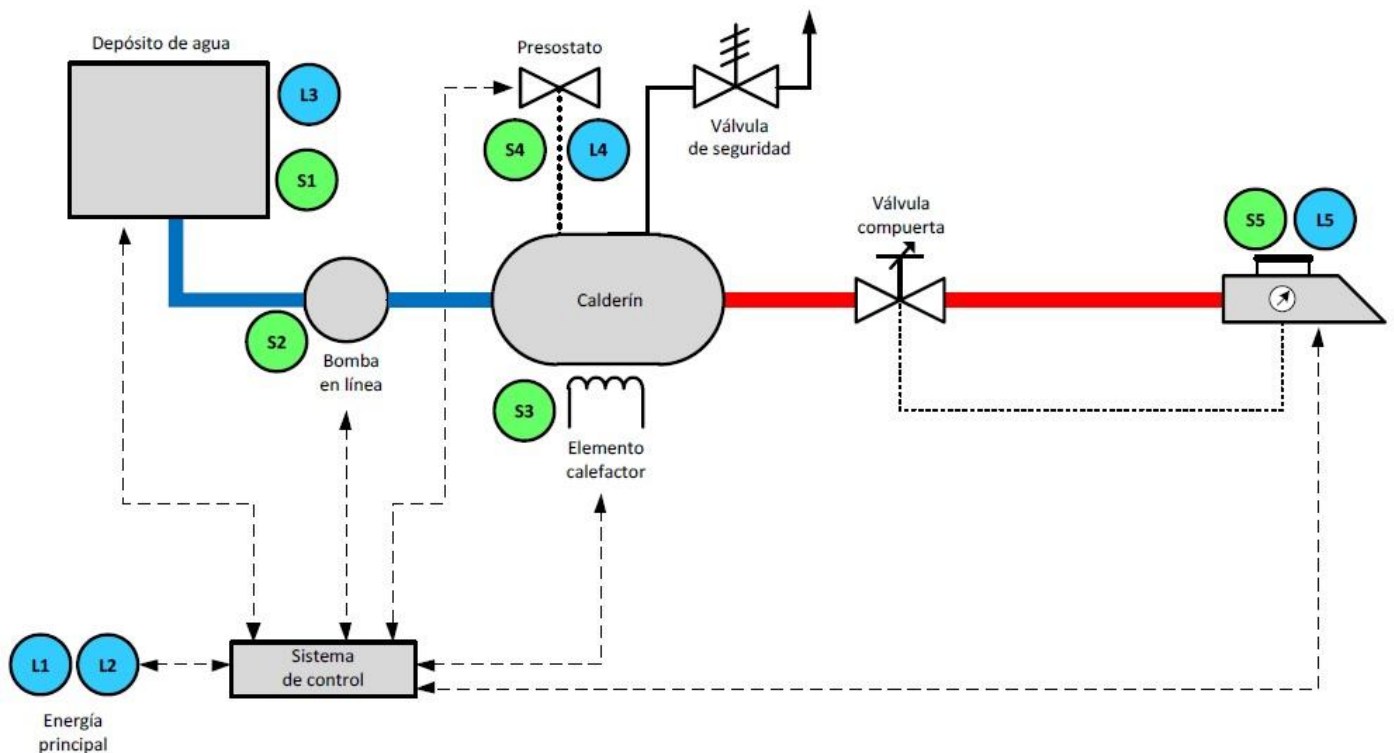 Depósito de agua
L3
S1
Presostato
S4
L4
Válvula
de seguridad
Válvula
compuerta
S5
L5
Calderín
S2
Bomba
en línea
S3
Elemento
calefactor
L1
L2
Sistema
de control
Energía
principal